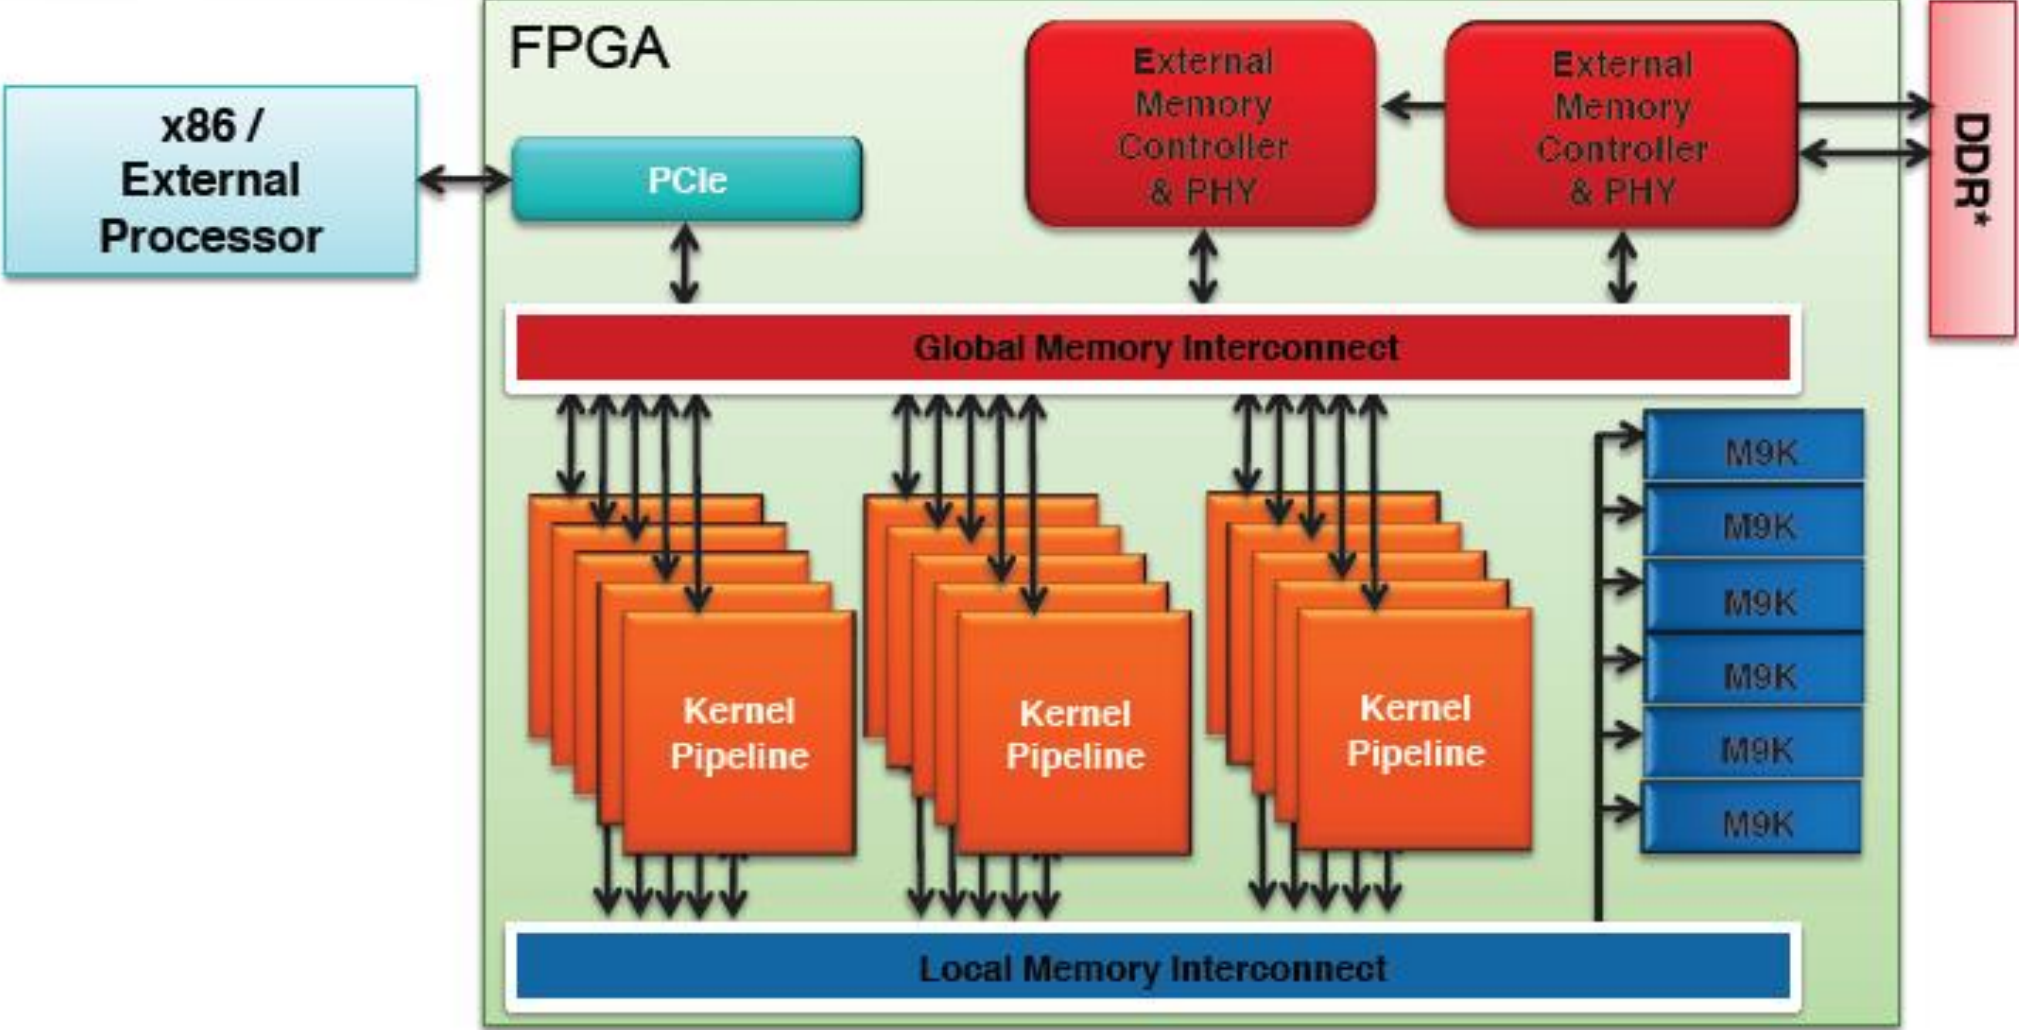 FPGA
x86 /
External
Processor
PCIe
External
Memory
Controller
& PHY
External
Memory
Controller
& PHY
DDR*
Global Memory Interconnect
M9K
M9K
M9K
M9K
M9K
M9K
Kernel
Pipeline
Kernel
Pipeline
Kernel
Pipeline
Local Memory Interconnect